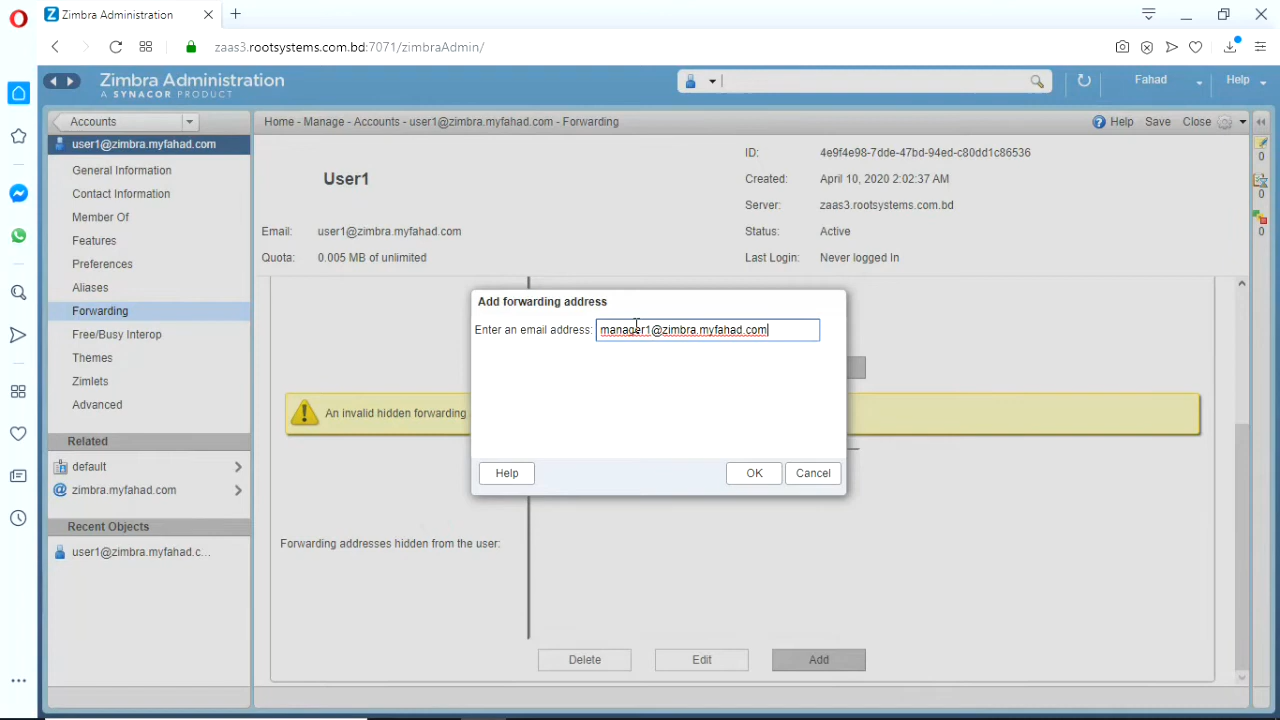 Zimbra Administration
zaas3.rootsystems.com.bd:7071/zimbraAdmin/
Zimbra Administration
A SYNACOR PRODUCT
Fahad
Help
Accounts
Home - Manage - Accounts - user1@zimbra.myfahad.com - Forwarding
Help
Save
Close
user1@zimbra.myfahad.com
General Information
Contact Information
Member Of
Features
Preferences
Aliases
Forwarding
Free/Busy Interop
Themes
Zimlets
Advanced
Related
default
zimbra.myfahad.com
Recent Objects
user1@zimbra.myfahad.c...
User1
ID: 4e9f4e98-7dde-47bd-94ed-c80dd1c86536
Created: April 10, 2020 2:02:37 AM
Server: zaas3.rootsystems.com.bd
Email: user1@zimbra.myfahad.com
Status: Active
Quota: 0.005 MB of unlimited
Last Login: Never logged In
0
0
0
Add forwarding address
Enter an email address: manager1@zimbra.myfahad.com
Help
OK
Cancel
An invalid hidden forwarding
Forwarding addresses hidden from the user:
Delete
Edit
Add